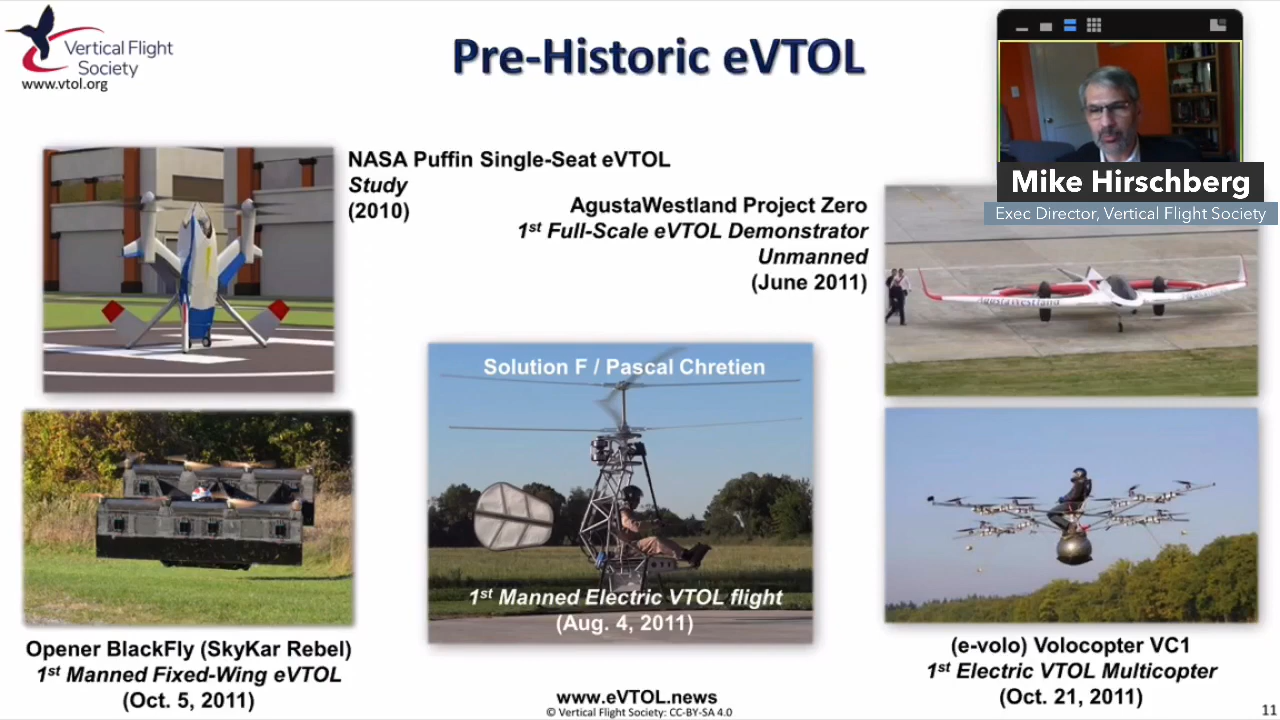 Vertical Flight
Society
www.vtol.org
Pre-Historic eVTOL
Mike Hirschberg
Exec Director, Vertical Flight Society
NASA Puffin Single-Seat eVTOL
Study
(2010)
AgustaWestland Project Zero
1st Full-Scale eVTOL Demonstrator
Unmanned
(June 2011)
AgustaWestland
Solution F / Pascal Chretien
1st Manned Electric VTOL flight
(Aug. 4, 2011)
Opener BlackFly (SkyKar Rebel)
1st Manned Fixed-Wing eVTOL
(Oct. 5, 2011)
(e-volo) Volocopter VC1
1st Electric VTOL Multicopter
(Oct. 21, 2011)
www.eVTOL.news
© Vertical Flight Society: CC-BY-SA 4.0
11